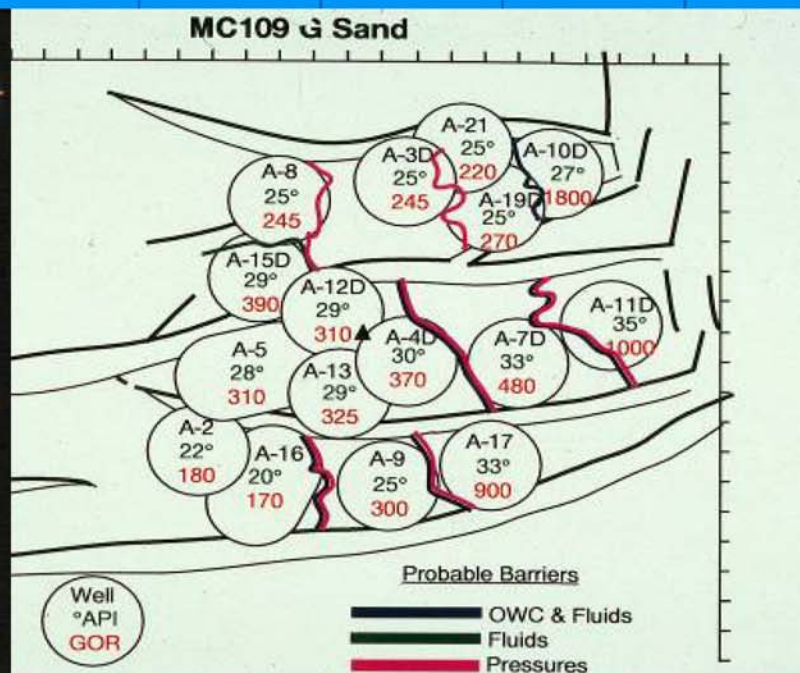 MC109 G Sand
A-21
25°
220
A-3D
25°
245
A-10D
27°
1800
A-8
25°
245
A-19D
25°
270
A-15D
29°
390
A-12D
29°
310
A-11D
35°
1000
A-4D
30°
370
A-7D
33°
480
A-5
28°
310
A-13
29°
325
A-2
22°
180
A-16
20°
170
A-9
25°
300
A-17
33°
900
Well
°API
GOR
Probable Barriers
OWC & Fluids
Fluids
Pressures